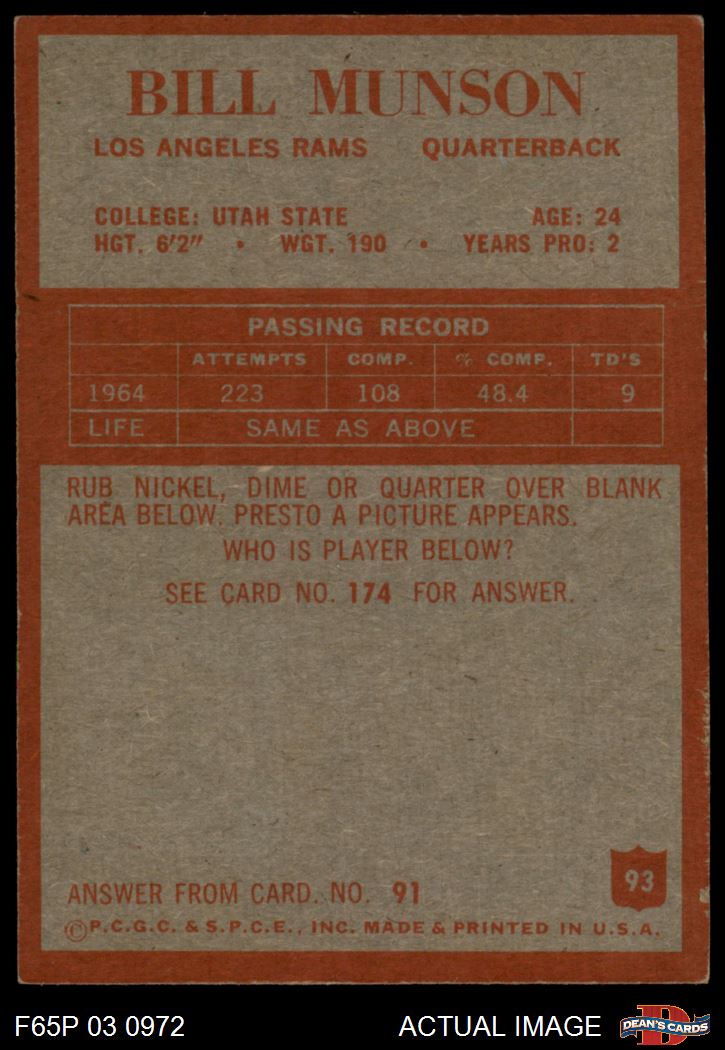 BILL MUNSON
LOS ANGELES RAMS QUARTERBACK
COLLEGE: UTAH STATE AGE: 24
HGT. 6'2" • WGT. 190 • YEARS PRO: 2
PASSING RECORD
ATTEMPTS COMP. % COMP. TD'S
1964 223 108 48.4 9
LIFE SAME AS ABOVE
RUB NICKEL, DIME OR QUARTER OVER BLANK
AREA BELOW. PRESTO A PICTURE APPEARS.
WHO IS PLAYER BELOW?
SEE CARD NO. 174 FOR ANSWER.
93
ANSWER FROM CARD. NO. 91
©P.C.G.C. & S.P.C.E., INC. MADE & PRINTED IN U.S.A.
F65P 03 0972 ACTUAL IMAGE
D
DEAN'S CARDS